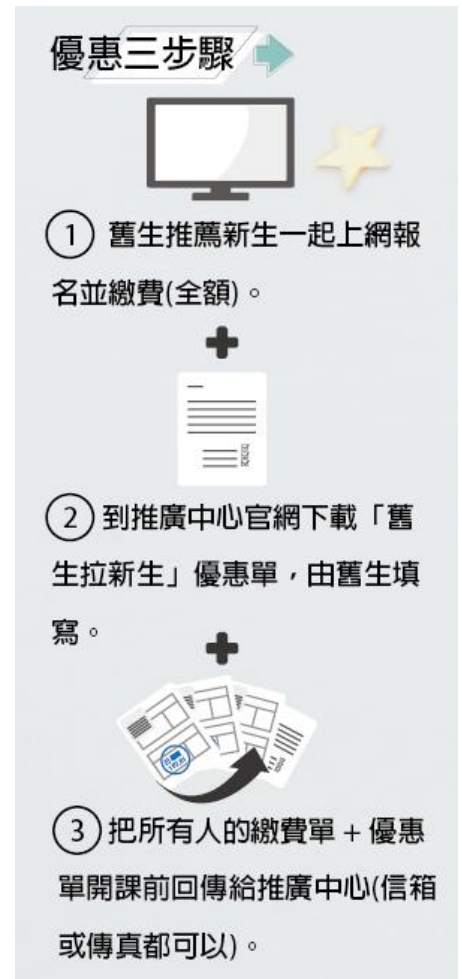 優惠三步驟
① 舊生推薦新生一起上網報
名並繳費(全額)。
② 到推廣中心官網下載「舊
生拉新生」優惠單，由舊生填
寫。
③ 把所有人的繳費單 + 優惠
單開課前回傳給推廣中心(信箱
或傳真都可以)。